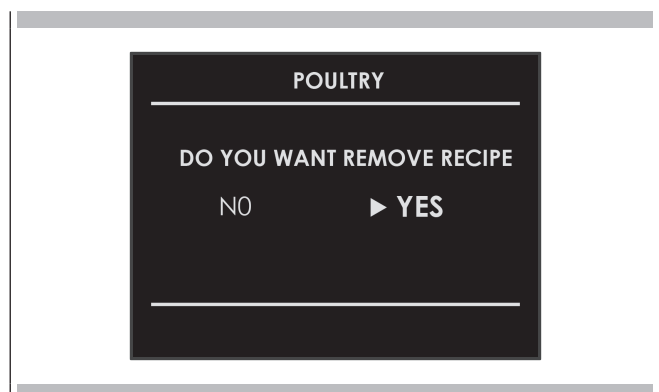 POULTRY
DO YOU WANT REMOVE RECIPE
N0 ▶ YES